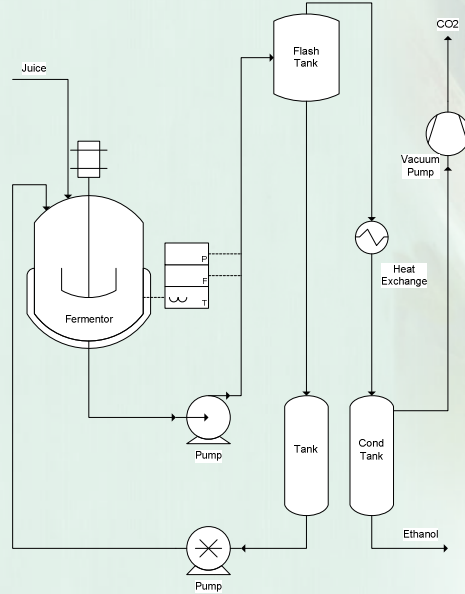 CO2
Flash
Tank
Juice
Vacuum
Pump
P
F
T
Heat
Exchange
Fermentor
Tank
Cond
Tank
Pump
Ethanol
Pump